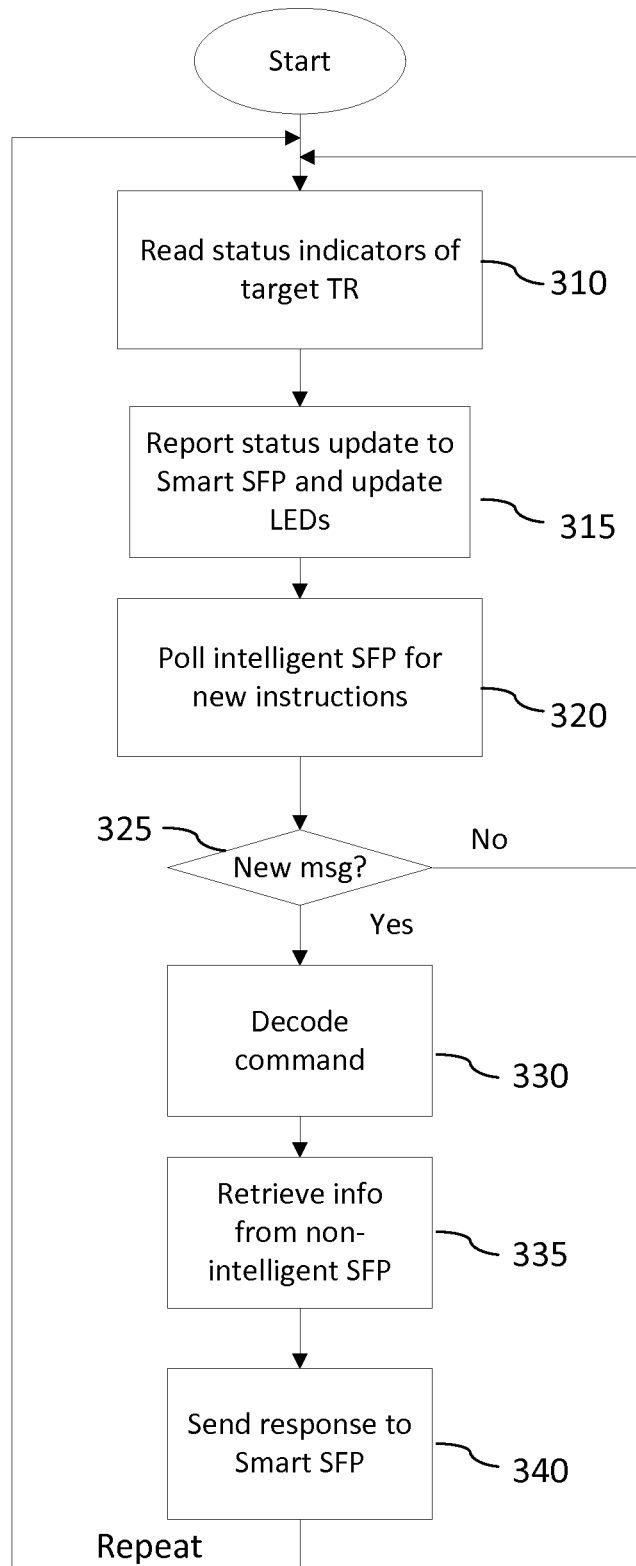 Start
Read status indicators of
target TR
310
Report status update to
Smart SFP and update
LEDs
315
Poll intelligent SFP for
new instructions
320
325
New msg?
No
Yes
Decode
command
330
Retrieve info
from non-
intelligent SFP
335
Send response to
Smart SFP
340
Repeat